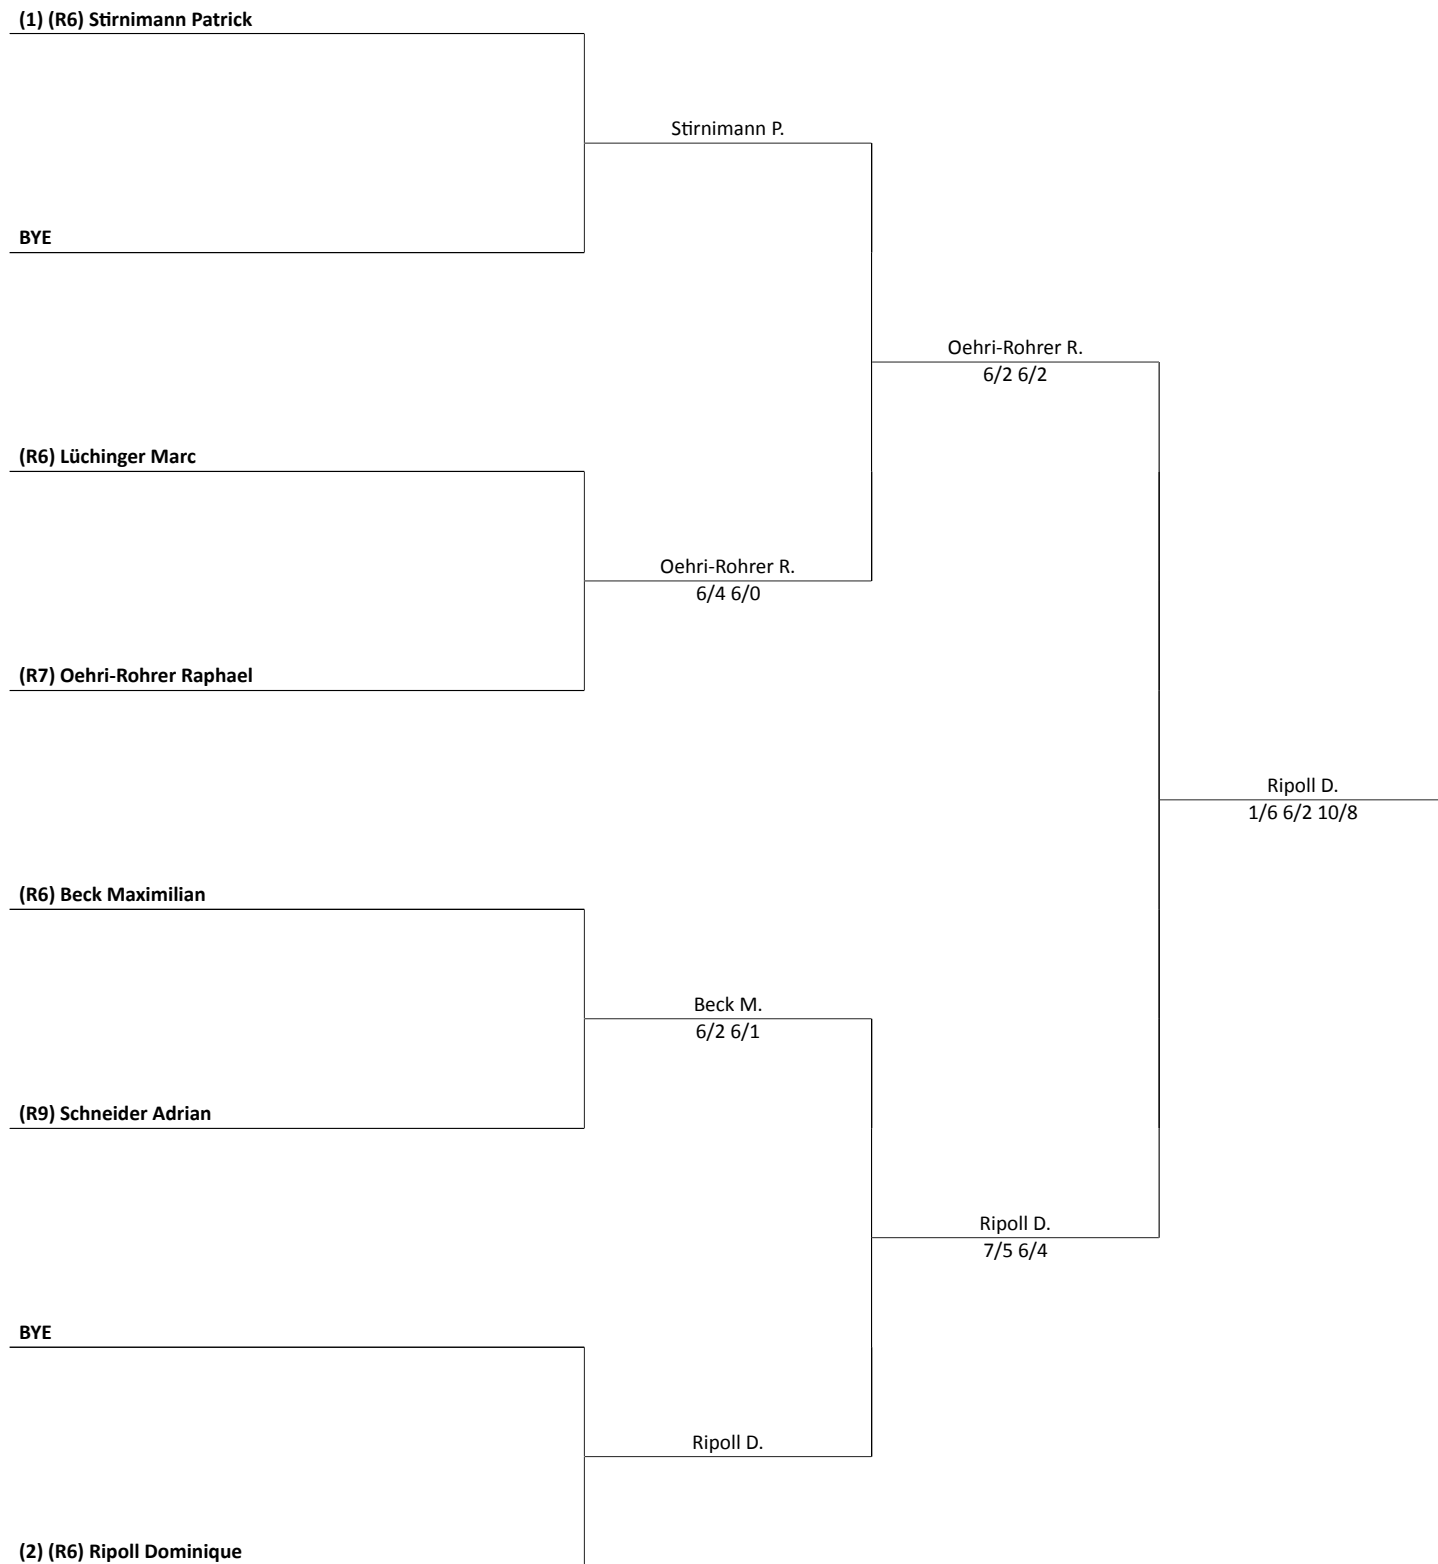 (1) (R6) Stirnimann Patrick
Stirnimann P.
BYE
Oehri-Rohrer R.
6/2 6/2
(R6) Lüchinger Marc
Oehri-Rohrer R.
6/4 6/0
(R7) Oehri-Rohrer Raphael
Ripoll D.
1/6 6/2 10/8
(R6) Beck Maximilian
Beck M.
6/2 6/1
(R9) Schneider Adrian
Ripoll D.
7/5 6/4
BYE
Ripoll D.
(2) (R6) Ripoll Dominique